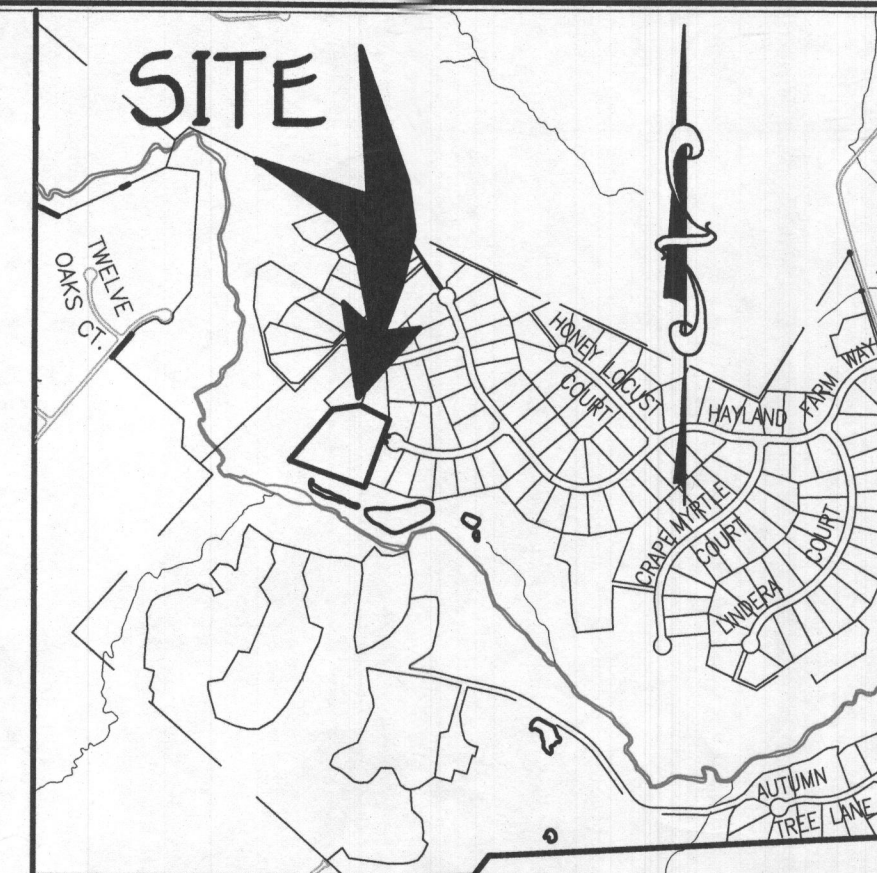 SITE
TWELVE
OAKS CT.
HONEY LOCUST
COURT
HAYLAND FARM WAY
CRAPE MYRTLE
COURT
LINDERA
COURT
AUTUMN
TREE LANE